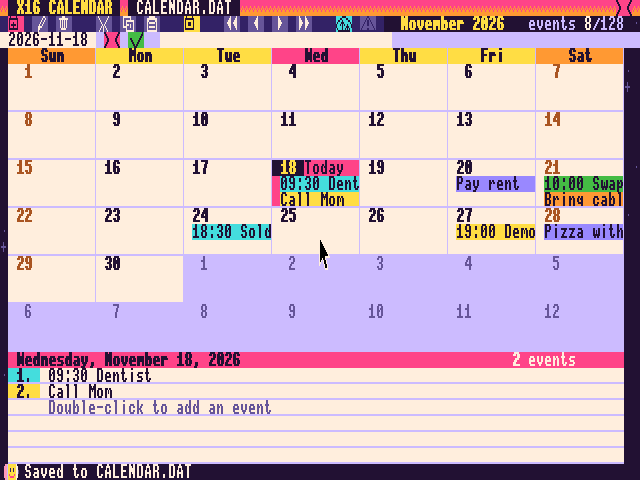 X16 CALENDAR CALENDAR.DAT
November 2026 events 8/128
2026-11-18
Sun Mon Tue Wed Thu Fri Sat
1 2 3 4 5 6 7
8 9 10 11 12 13 14
15 16 17 18 Today 19 20 21
09:30 Dent Pay rent 10:00 Swap
Call Mom Bring cabl
22 23 24 25 26 27 28
18:30 Sold 19:00 Demo Pizza with
29 30 1 2 3 4 5
6 7 8 9 10 11 12
Wednesday, November 18, 2026 2 events
1. 09:30 Dentist
2. Call Mom
Double-click to add an event
Saved to CALENDAR.DAT